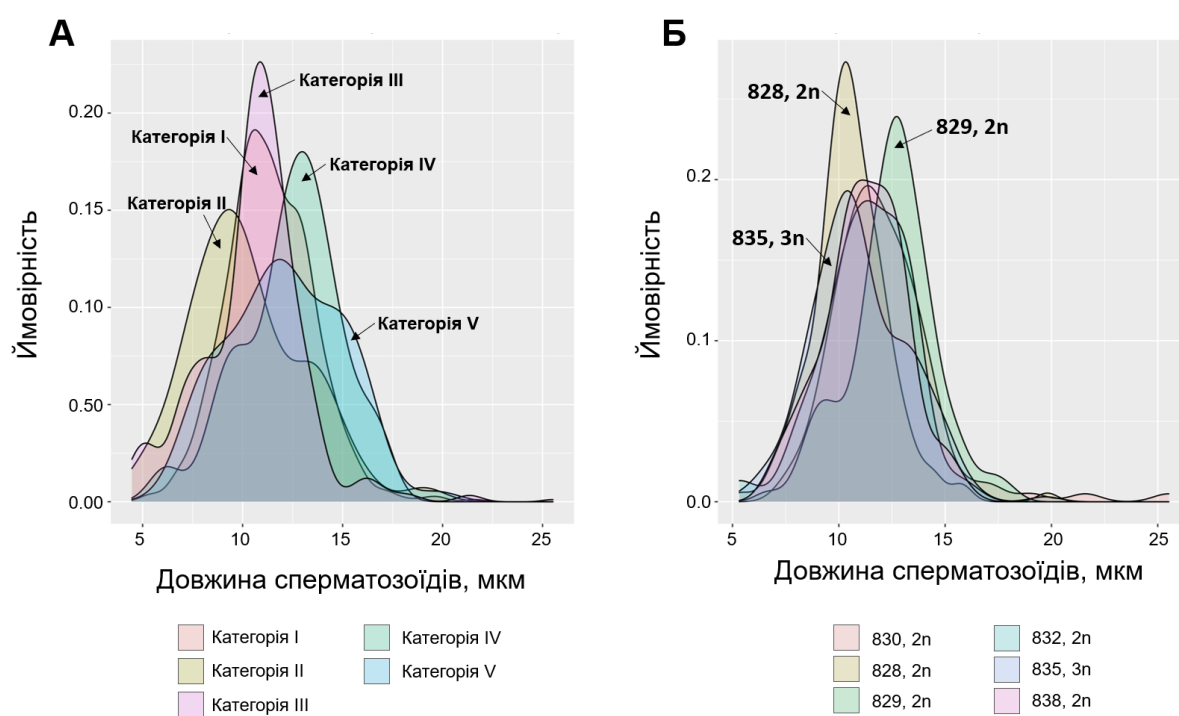 А
Ймовірність
0.20
0.15
0.10
0.50
0.00
Категорія III
Категорія I
Категорія IV
Категорія II
Категорія V
5 10 15 20 25
Довжина сперматозоїдів, мкм
Категорія I
Категорія II
Категорія III
Категорія IV
Категорія V
Б
Ймовірність
0.2
0.1
0.0
828, 2n
829, 2n
835, 3n
5 10 15 20 25
Довжина сперматозоїдів, мкм
830, 2n
828, 2n
829, 2n
832, 2n
835, 3n
838, 2n